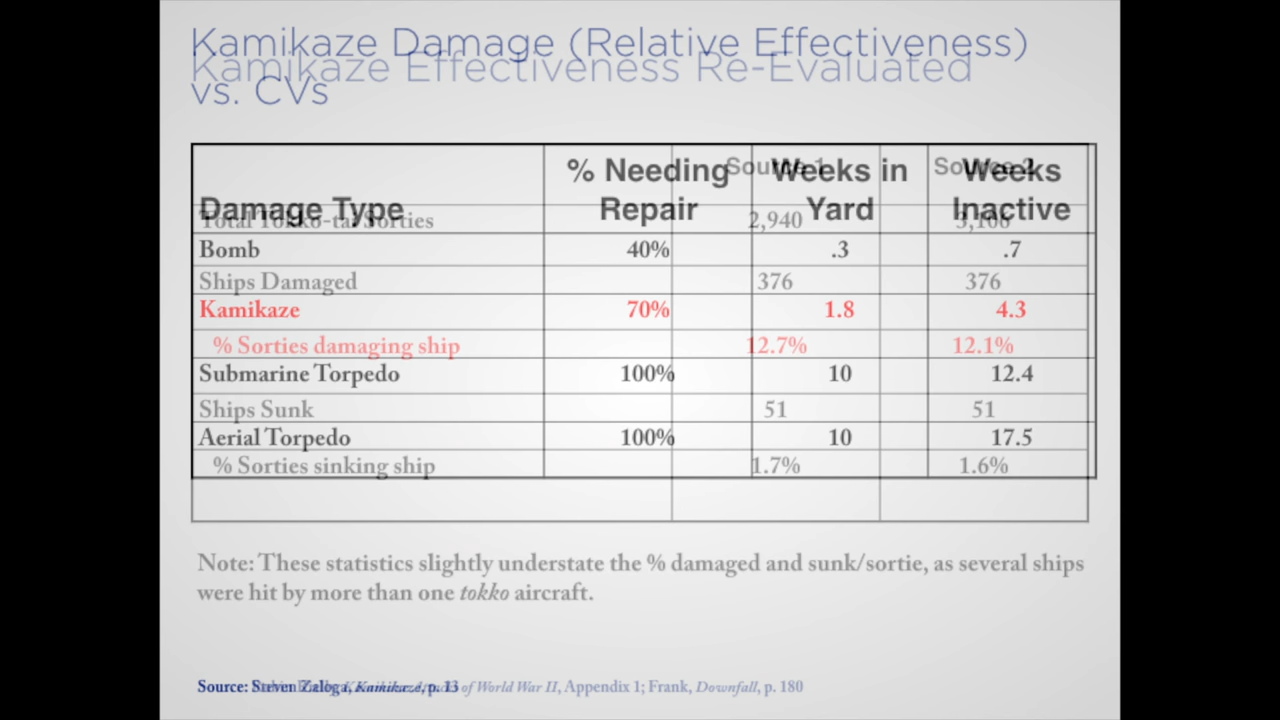 Kamikaze Damage (Relative Effectiveness)
Kamikaze Effectiveness Re-Evaluated
vs. CVs
% Needing Repair
Weeks in Yard
Weeks Inactive
Source 1
Source 2
Damage Type
Total Tokko-tai Sorties 2,940 3,106
Bomb 40% .3 .7
Ships Damaged 376 376
Kamikaze 70% 1.8 4.3
% Sorties damaging ship 12.7% 12.1%
Submarine Torpedo 100% 10 12.4
Ships Sunk 51 51
Aerial Torpedo 100% 10 17.5
% Sorties sinking ship 1.7% 1.6%
Note: These statistics slightly understate the % damaged and sunk/sortie, as several ships
were hit by more than one tokko aircraft.
Source: Steven Zaloga, Kamikaze, p. 13
of World War II, Appendix 1; Frank, Downfall, p. 180